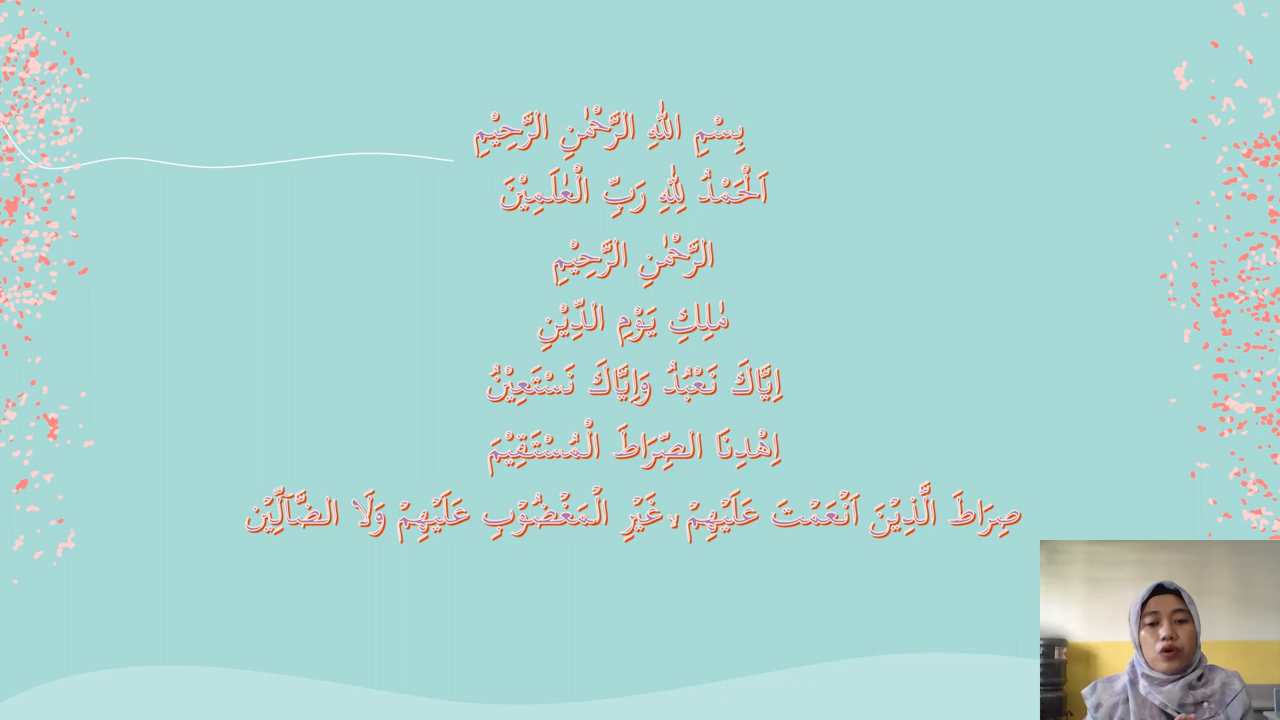 بِسْمِ اللّٰهِ الرَّحْمٰنِ الرَّحِيْمِ
اَلْحَمْدُ لِلّٰهِ رَبِّ الْعٰلَمِيْنَ
الرَّحْمٰنِ الرَّحِيْمِ
مٰلِكِ يَوْمِ الدِّيْنِ
اِيَّاكَ نَعْبُدُ وَاِيَّاكَ نَسْتَعِيْنُ
اِهْدِنَا الصِّرَاطَ الْمُسْتَقِيْمَ
صِرَاطَ الَّذِيْنَ اَنْعَمْتَ عَلَيْهِمْ ۙ غَيْرِ الْمَغْضُوْبِ عَلَيْهِمْ وَلَا الضَّاۤلِّيْن